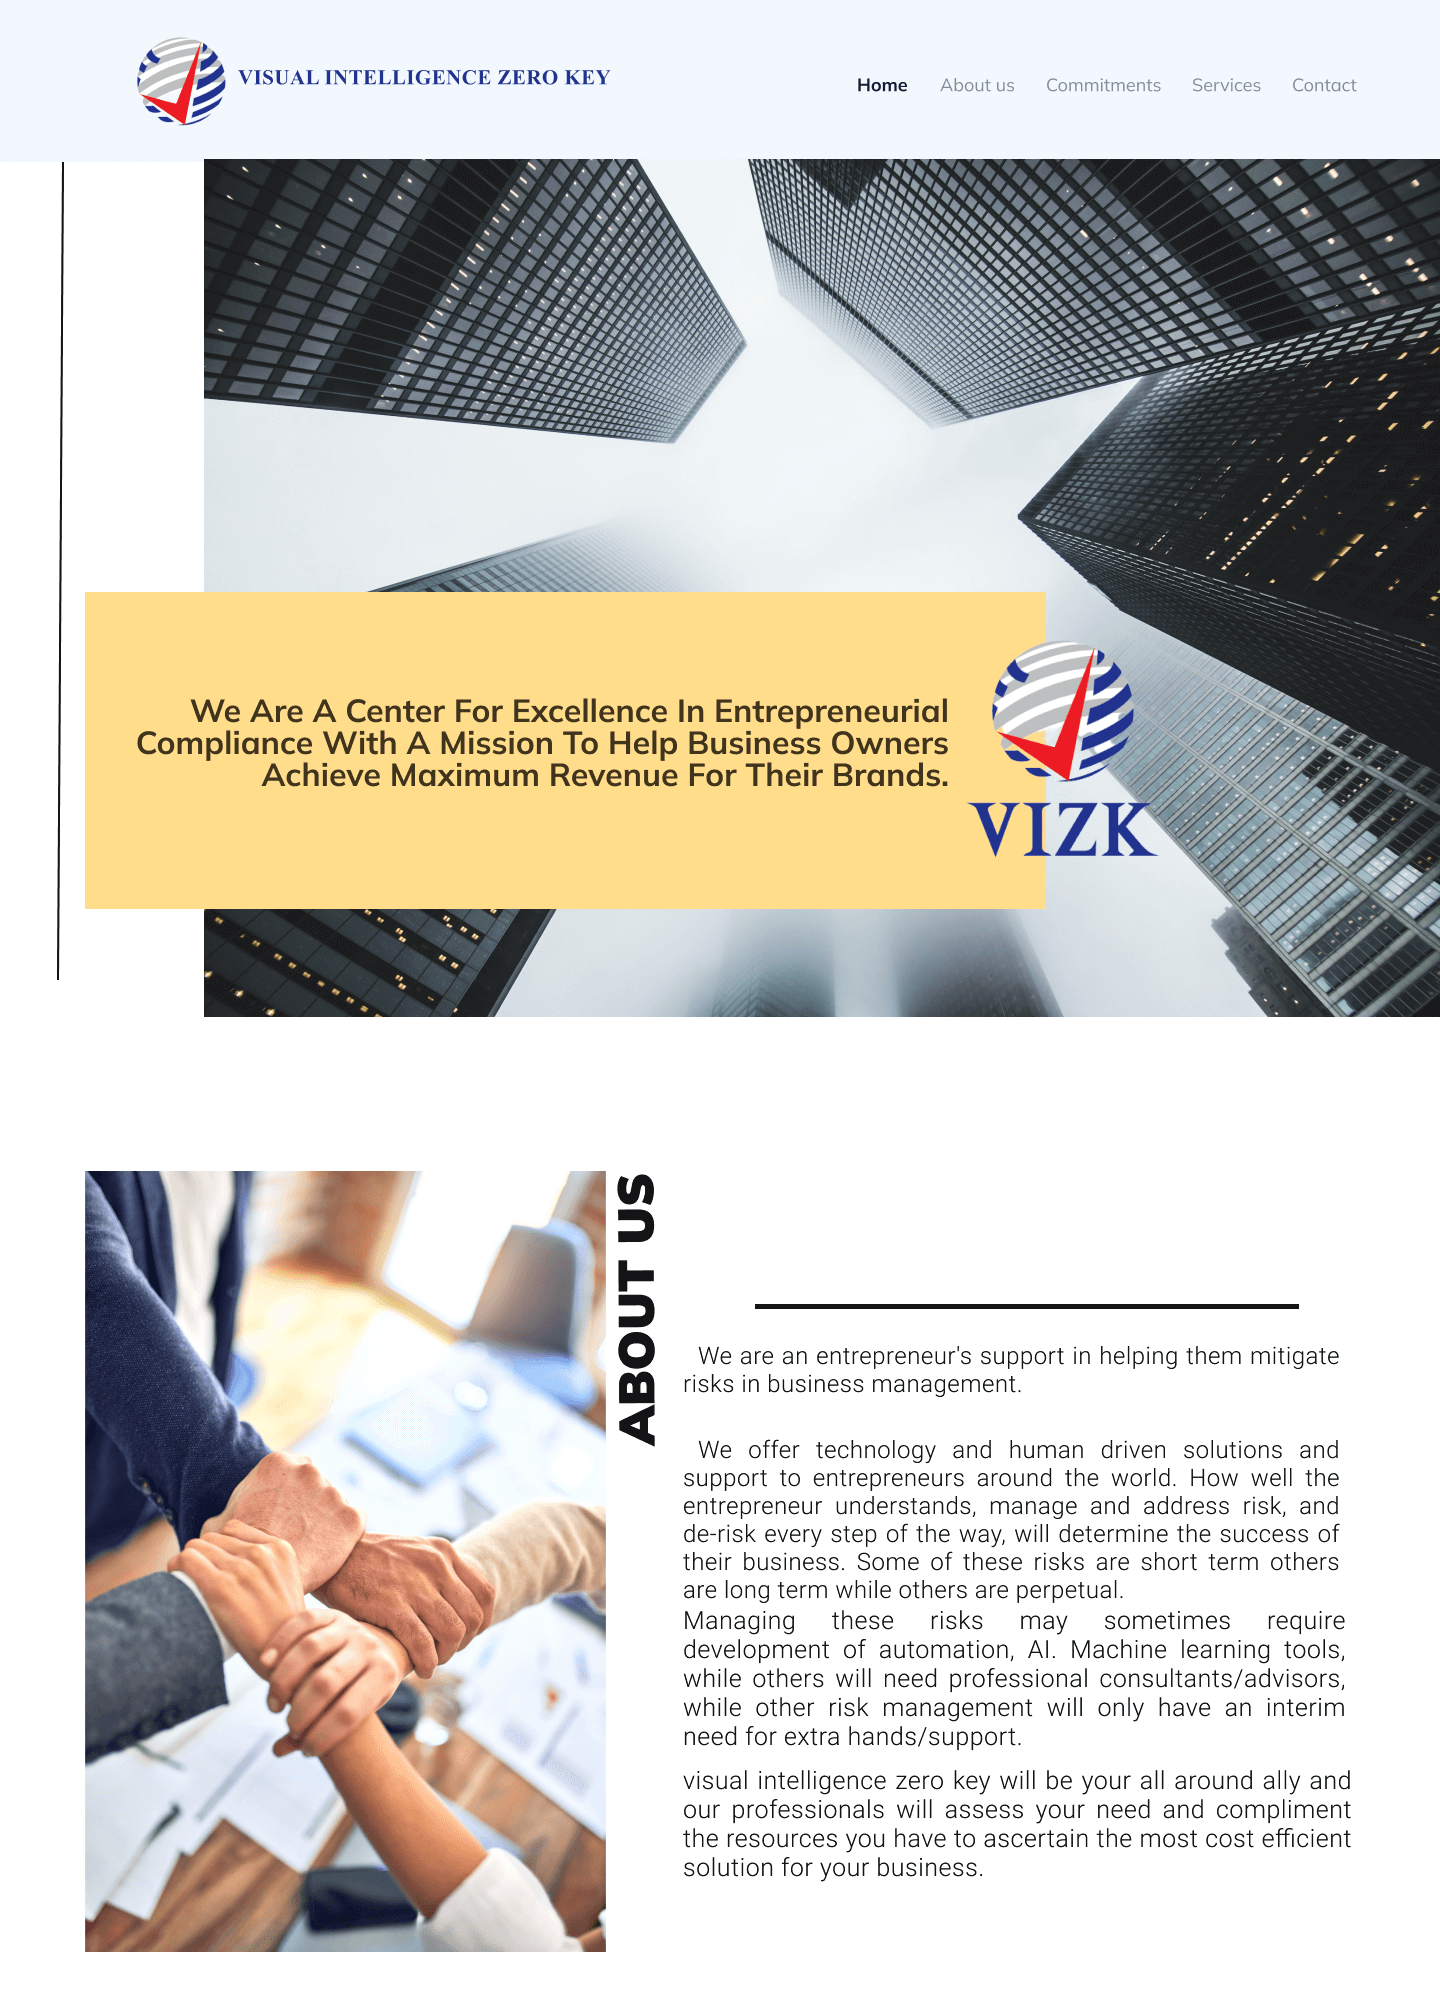 VISUAL INTELLIGENCE ZERO KEY
Home About us Commitments Services Contact
We Are A Center For Excellence In Entrepreneurial
Compliance With A Mission To Help Business Owners
Achieve Maximum Revenue For Their Brands.
VIZK
ABOUT US
We are an entrepreneur's support in helping them mitigate
risks in business management.
We offer technology and human driven solutions and
support to entrepreneurs around the world. How well the
entrepreneur understands, manage and address risk, and
de-risk every step of the way, will determine the success of
their business. Some of these risks are short term others
are long term while others are perpetual.
Managing these risks may sometimes require
development of automation, AI. Machine learning tools,
while others will need professional consultants/advisors,
while other risk management will only have an interim
need for extra hands/support.
visual intelligence zero key will be your all around ally and
our professionals will assess your need and compliment
the resources you have to ascertain the most cost efficient
solution for your business.